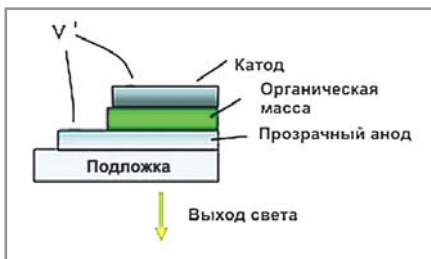 V '
Катод
Органическая
масса
Прозрачный анод
Подложка
Выход света